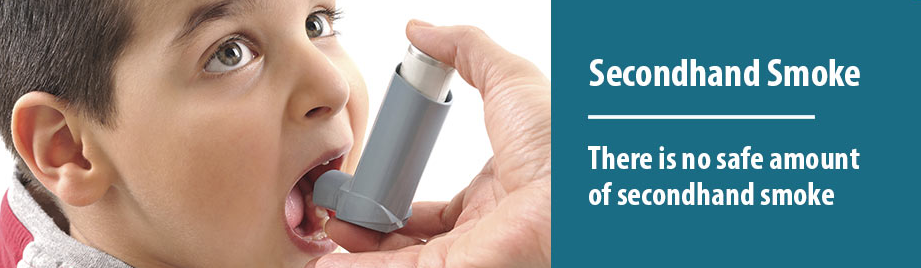 Secondhand Smoke
There is no safe amount
of secondhand smoke